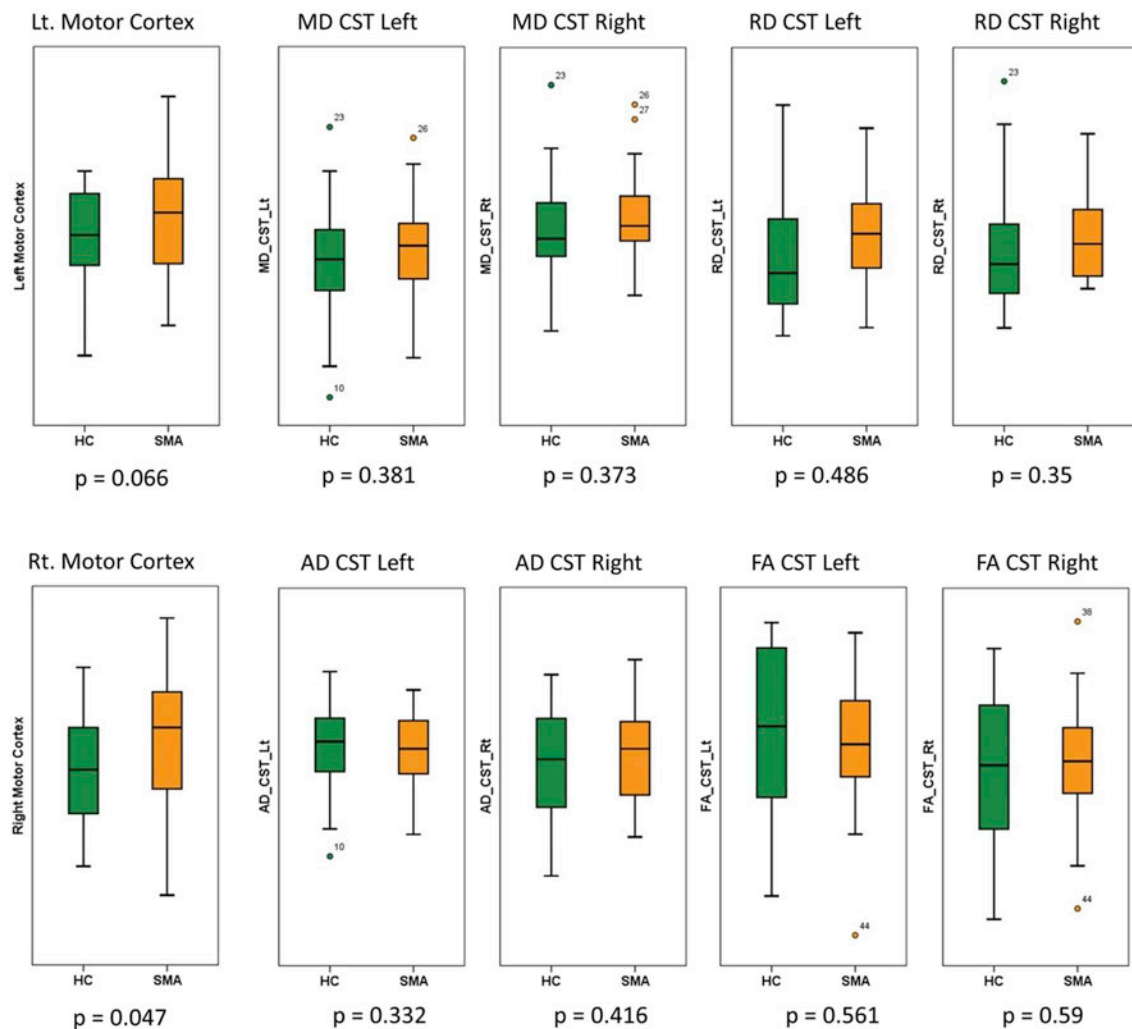 Lt. Motor Cortex
MD CST Left
MD CST Right
RD CST Left
RD CST Right
Left Motor Cortex
HC
SMA
p = 0.066
MD_CST_Lt
23
26
10
HC
SMA
p = 0.381
MD_CST_Rt
23
26
27
HC
SMA
p = 0.373
RD_CST_Lt
HC
SMA
p = 0.486
RD_CST_Rt
23
HC
SMA
p = 0.35
Rt. Motor Cortex
AD CST Left
AD CST Right
FA CST Left
FA CST Right
Right Motor Cortex
HC
SMA
p = 0.047
AD_CST_Lt
10
HC
SMA
p = 0.332
AD_CST_Rt
HC
SMA
p = 0.416
FA_CST_Lt
44
HC
SMA
p = 0.561
FA_CST_Rt
38
44
HC
SMA
p = 0.59